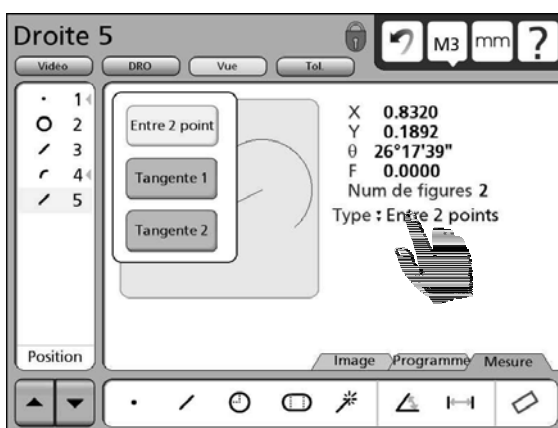 Droite 5
M3
mm
?
Vidéo
DRO
Vue
Tol.
1
2
3
4
5
Entre 2 point
Tangente 1
Tangente 2
X 0.8320
Y 0.1892
θ 26°17'39"
F 0.0000
Num de figures 2
Type : Entre 2 points
Position
Image
Programme
Mesure